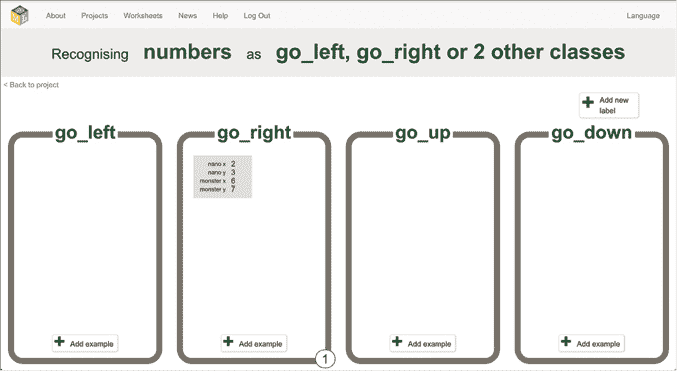 About Projects Worksheets News Help Log Out Language
Recognising numbers as go_left, go_right or 2 other classes
< Back to project
Add new
label
go_left go_right go_up go_down
nano x 2
nano y 3
monster x 6
monster y 7
Add example Add example Add example Add example
1